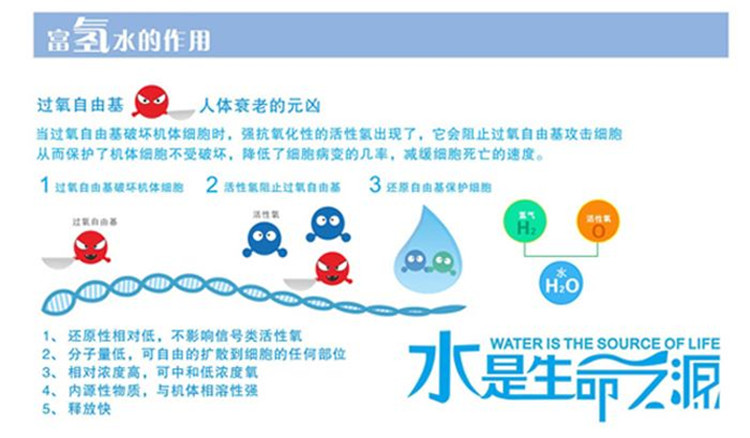 富氢水的作用
过氧自由基 人体衰老的元凶
当过氧自由基破坏机体细胞时，强抗氧化性的活性氢出现了，它会阻止过氧自由基攻击细胞
从而保护了机体细胞不受破坏，降低了细胞病变的几率，减缓细胞死亡的速度。
1 过氧自由基破坏机体细胞 2 活性氢阻止过氧自由基 3 还原自由基保护细胞
过氧自由基
活性氧
氢气
H₂
活性氧
O
水
H₂O
1、 还原性相对低，不影响信号类活性氧
2、 分子量低，可自由的扩散到细胞的任何部位
3、 相对浓度高，可中和低浓度氧
4、 内源性物质，与机体相溶性强
5、 释放快
WATER IS THE SOURCE OF LIFE
水是生命之源